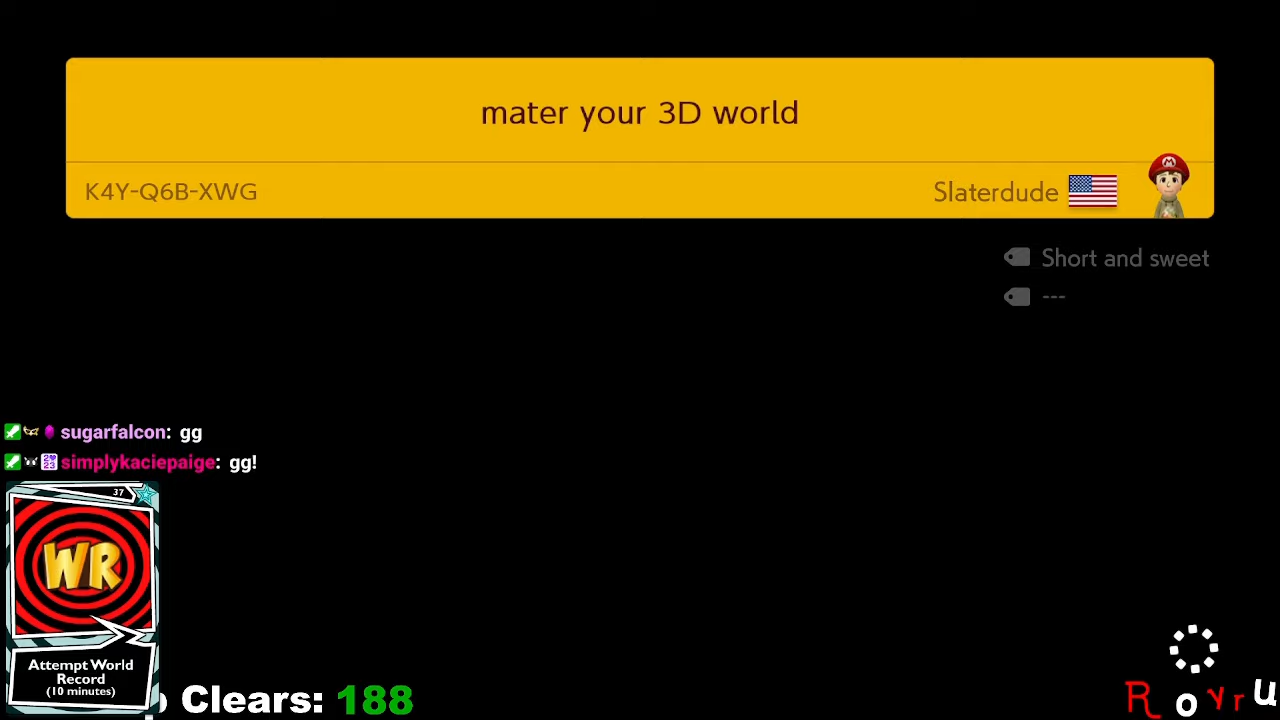 mater your 3D world
K4Y-Q6B-XWG
Slaterdude
Short and sweet
---
sugarfalcon: gg
simplykaciepaige: gg!
37
WR
Attempt World
Record
(10 minutes)
Clears: 188